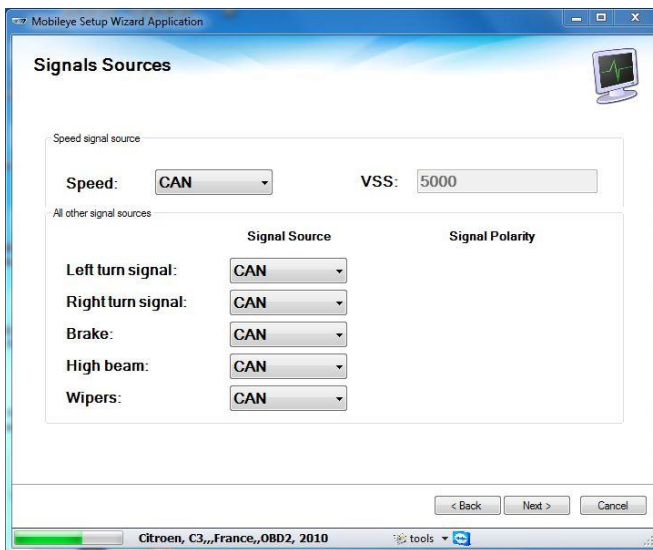 Mobileye Setup Wizard Application
Signals Sources
Speed signal source
Speed: CAN VSS: 5000
All other signal sources
Signal Source Signal Polarity
Left turn signal: CAN
Right turn signal: CAN
Brake: CAN
High beam: CAN
Wipers: CAN
< Back Next > Cancel
Citroen, C3,,,France,,OBD2, 2010 tools